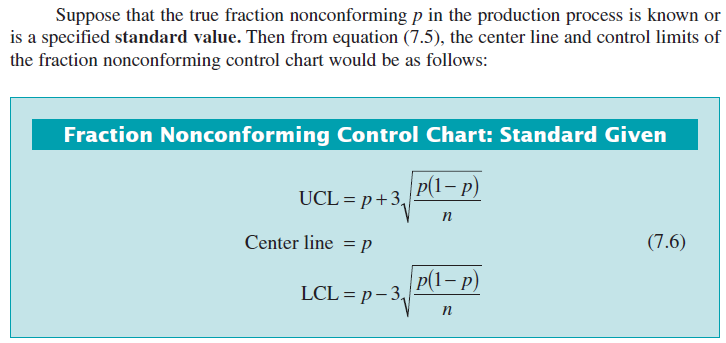 Suppose that the true fraction nonconforming p in the production process is known or
is a specified standard value. Then from equation (7.5), the center line and control limits of
the fraction nonconforming control chart would be as follows:
Fraction Nonconforming Control Chart: Standard Given
UCL = p + 3√(p(1 – p)/n)
Center line = p (7.6)
LCL = p – 3√(p(1 – p)/n)